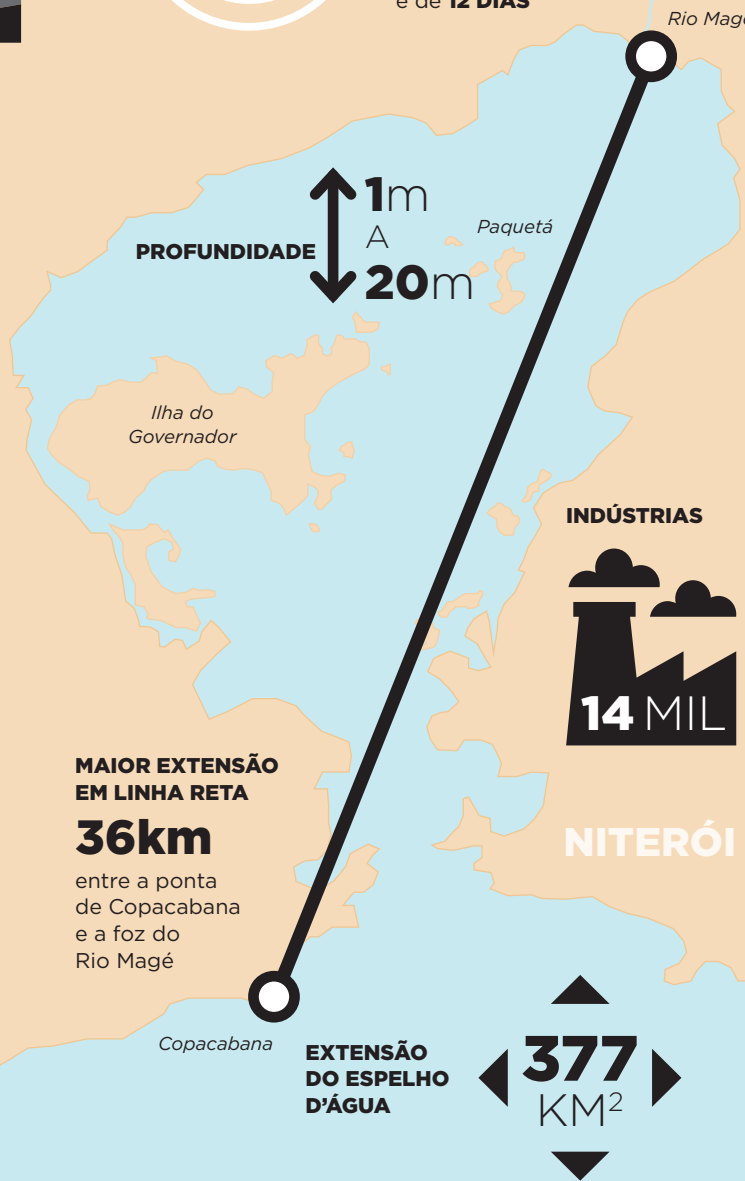 é de 12 DIAS
Rio Magé
1m
A
20m
PROFUNDIDADE
Paquetá
Ilha do
Governador
INDÚSTRIAS
14 MIL
MAIOR EXTENSÃO
EM LINHA RETA
36km
entre a ponta
de Copacabana
e a foz do
Rio Magé
NITERÓI
Copacabana
EXTENSÃO
DO ESPELHO
D’ÁGUA
377
KM²